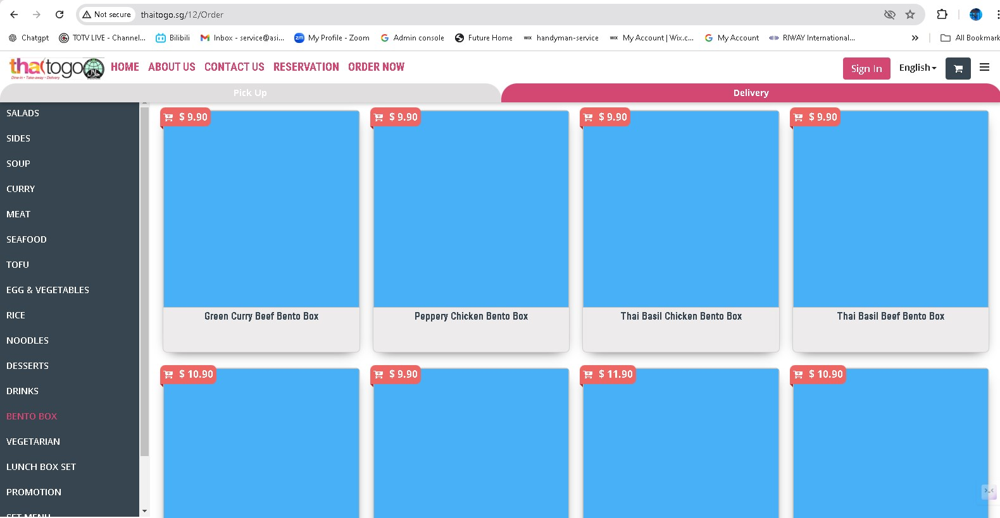 Not secure thaitogo.sg/12/Order
Chatgpt TOTV LIVE - Channel... Bilibili Inbox - service@asi... My Profile - Zoom Admin console Future Home WIX handyman-service WIX My Account | Wix.c... My Account RIWAY International... » All Bookmark
thaitogo HOME ABOUT US CONTACT US RESERVATION ORDER NOW Sign In English
Dine-in • Take-away • Delivery
Pick Up Delivery
SALADS
SIDES
SOUP
CURRY
MEAT
SEAFOOD
TOFU
EGG & VEGETABLES
RICE
NOODLES
DESSERTS
DRINKS
BENTO BOX
VEGETARIAN
LUNCH BOX SET
PROMOTION
SET MENU
$ 9.90 $ 9.90 $ 9.90 $ 9.90
Green Curry Beef Bento Box Peppery Chicken Bento Box Thai Basil Chicken Bento Box Thai Basil Beef Bento Box
$ 10.90 $ 9.90 $ 11.90 $ 10.90